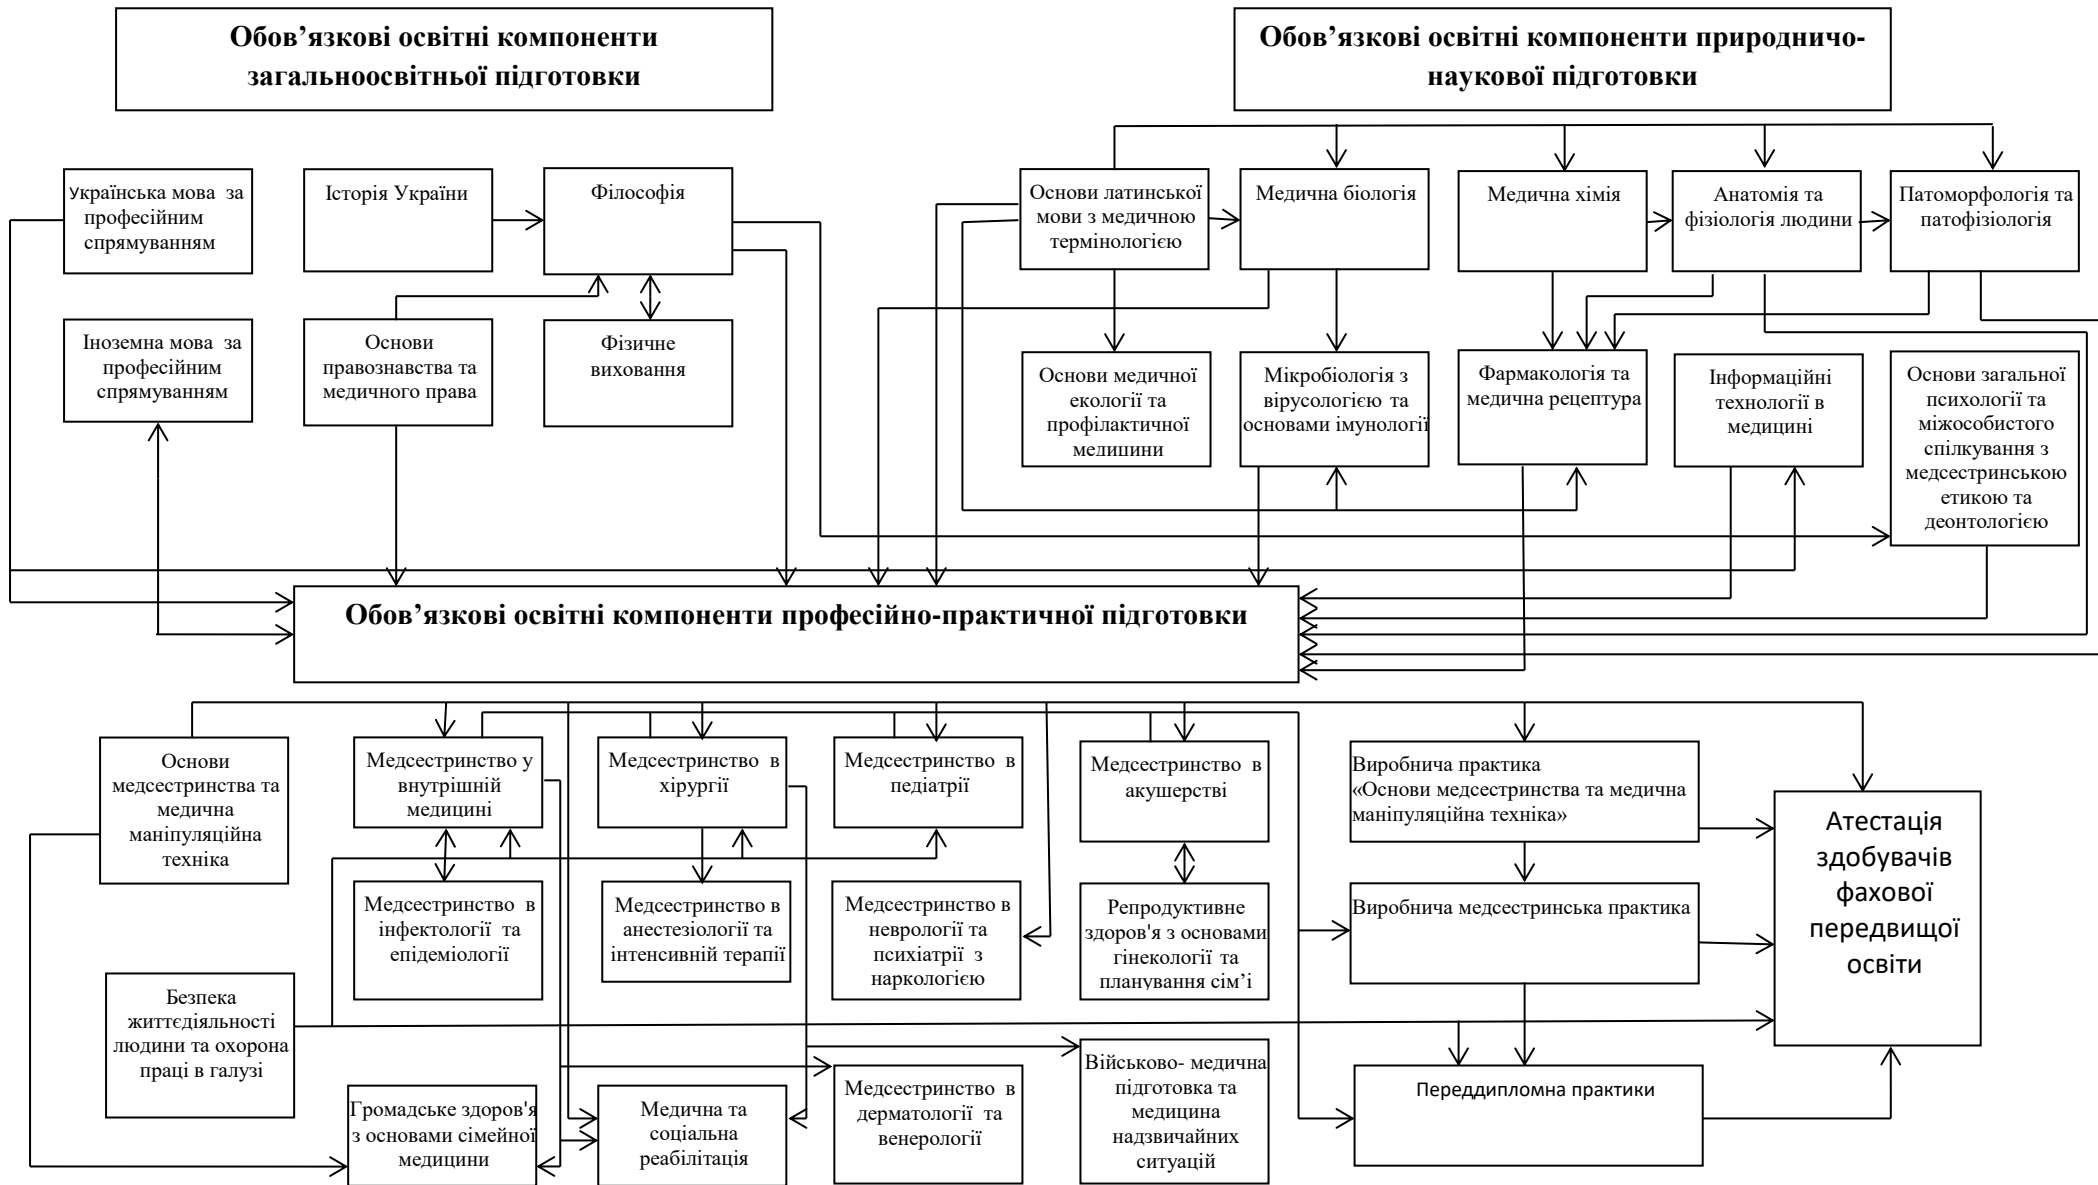 Обов’язкові освітні компоненти
загальноосвітньої підготовки
Обов’язкові освітні компоненти природничо-
наукової підготовки
Українська мова за
професійним
спрямуванням
Історія України
Філософія
Основи латинської
мови з медичною
термінологією
Медична біологія
Медична хімія
Анатомія та
фізіологія людини
Патоморфологія та
патофізіологія
Іноземна мова за
професійним
спрямуванням
Основи
правознавства та
медичного права
Фізичне
виховання
Основи медичної
екології та
профілактичної
медицини
Мікробіологія з
вірусологією та
основами імунології
Фармакологія та
медична рецептура
Інформаційні
технології в
медицині
Основи загальної
психології та
міжособистого
спілкування з
медсестринською
етикою та
деонтологією
Обов’язкові освітні компоненти професійно-практичної підготовки
Основи
медсестринства та
медична
маніпуляційна
техніка
Медсестринство у
внутрішній
медицині
Медсестринство в
хірургії
Медсестринство в
педіатрії
Медсестринство в
акушерстві
Виробнича практика
«Основи медсестринства та медична
маніпуляційна техніка»
Атестація
здобувачів
фахової
передвищої
освіти
Медсестринство в
інфектології та
епідеміології
Медсестринство в
анестезіології та
інтенсивній терапії
Медсестринство в
неврології та
психіатрії з
наркологією
Репродуктивне
здоров'я з основами
гінекології та
планування сім’ї
Виробнича медсестринська практика
Безпека
життєдіяльності
людини та охорона
праці в галузі
Громадське здоров'я
з основами сімейної
медицини
Медична та
соціальна
реабілітація
Медсестринство в
дерматології та
венерології
Військово- медична
підготовка та
медицина
надзвичайних
ситуацій
Переддипломна практики